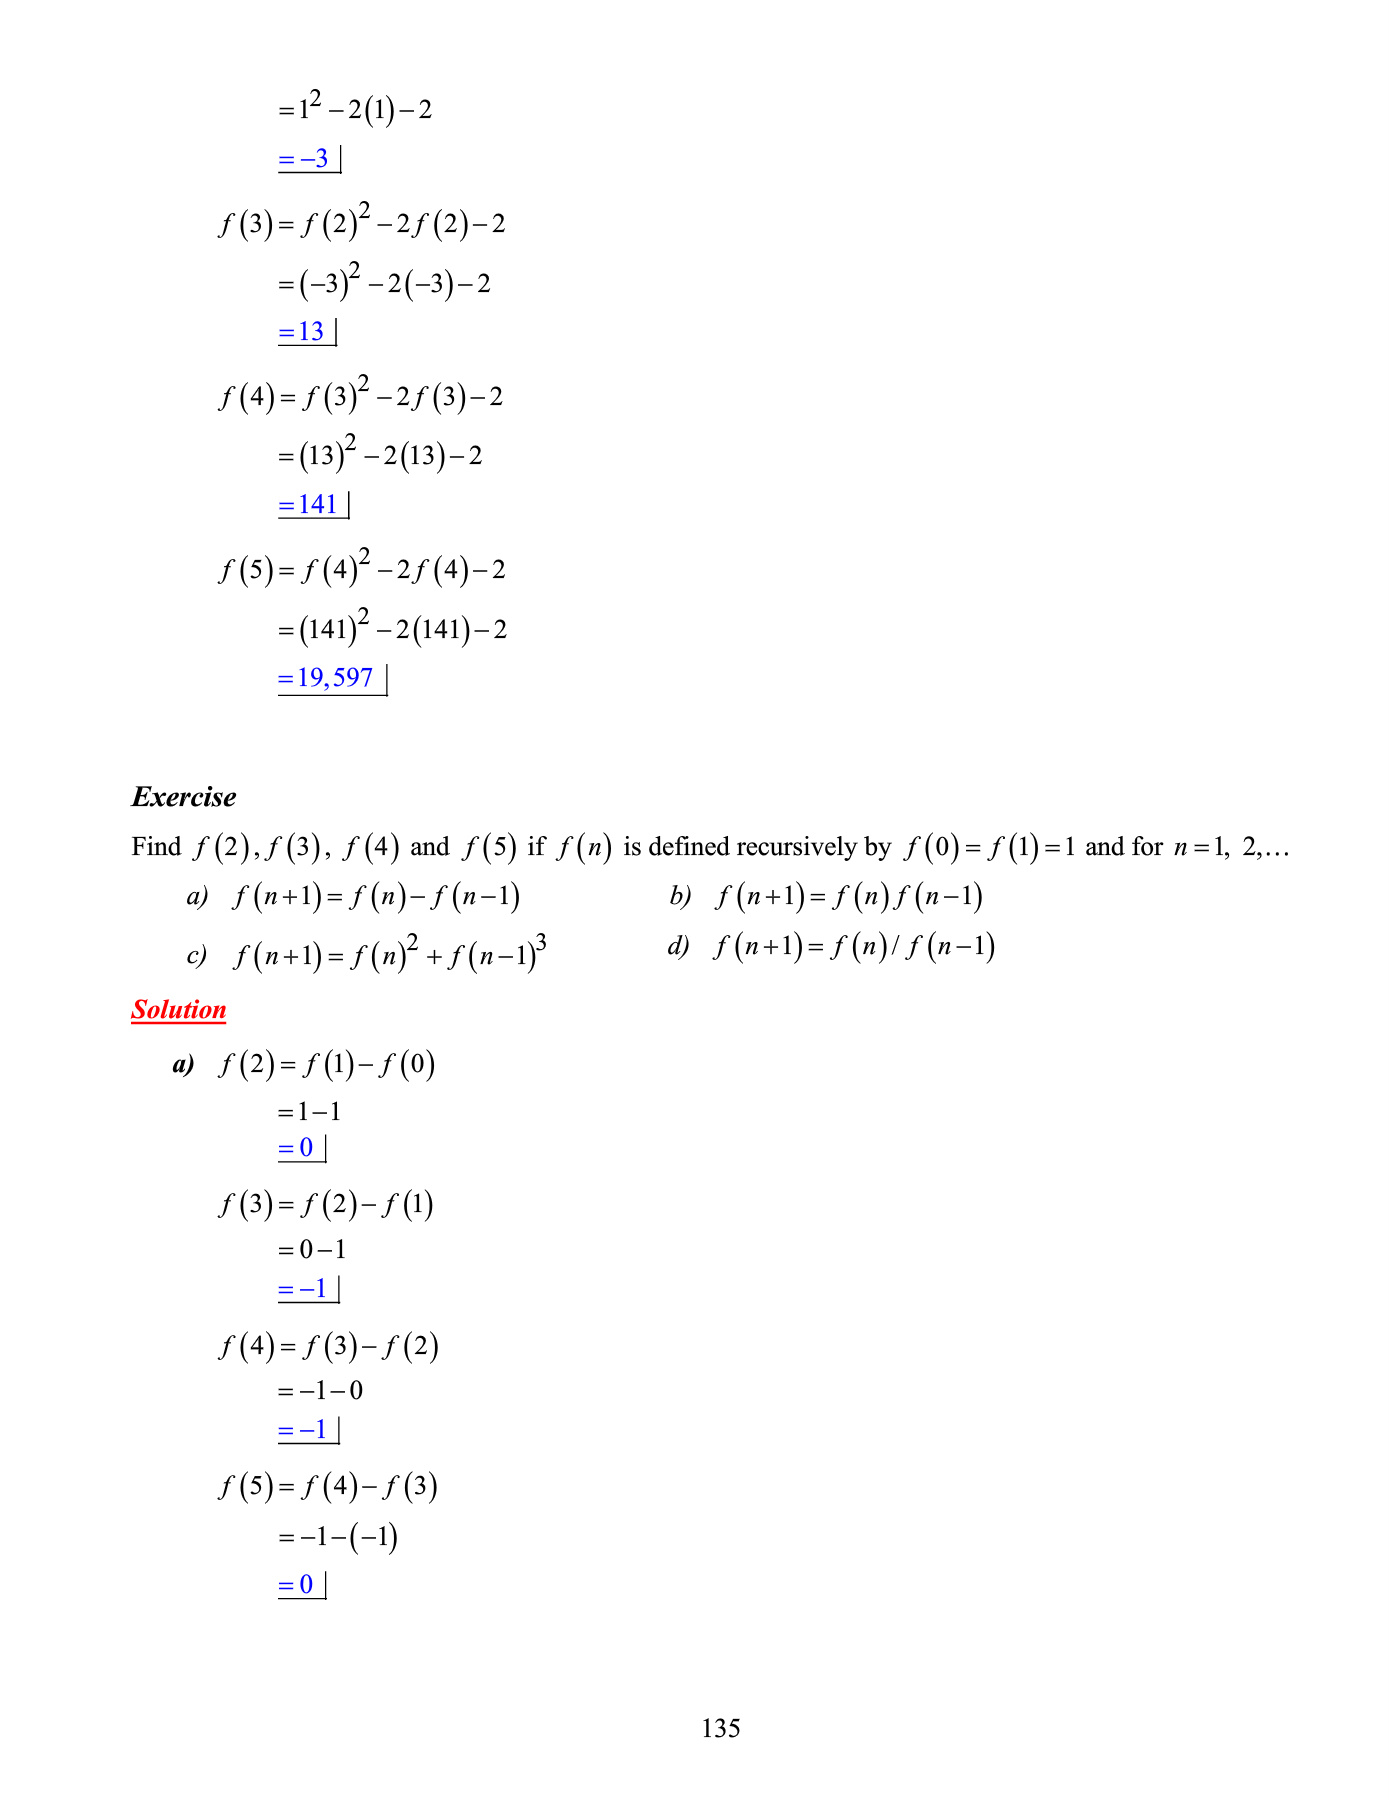 = 1² − 2(1) − 2
= −3
f(3) = f(2)² − 2f(2) − 2
= (−3)² − 2(−3) − 2
= 13
f(4) = f(3)² − 2f(3) − 2
= (13)² − 2(13) − 2
= 141
f(5) = f(4)² − 2f(4) − 2
= (141)² − 2(141) − 2
= 19,597
Exercise
Find f(2), f(3), f(4) and f(5) if f(n) is defined recursively by f(0) = f(1) = 1 and for n = 1, 2,…
a) f(n+1) = f(n) − f(n−1) b) f(n+1) = f(n) f(n−1)
c) f(n+1) = f(n)² + f(n−1)³ d) f(n+1) = f(n) / f(n−1)
Solution
a) f(2) = f(1) − f(0)
= 1 − 1
= 0
f(3) = f(2) − f(1)
= 0 − 1
= −1
f(4) = f(3) − f(2)
= −1 − 0
= −1
f(5) = f(4) − f(3)
= −1 − (−1)
= 0
135